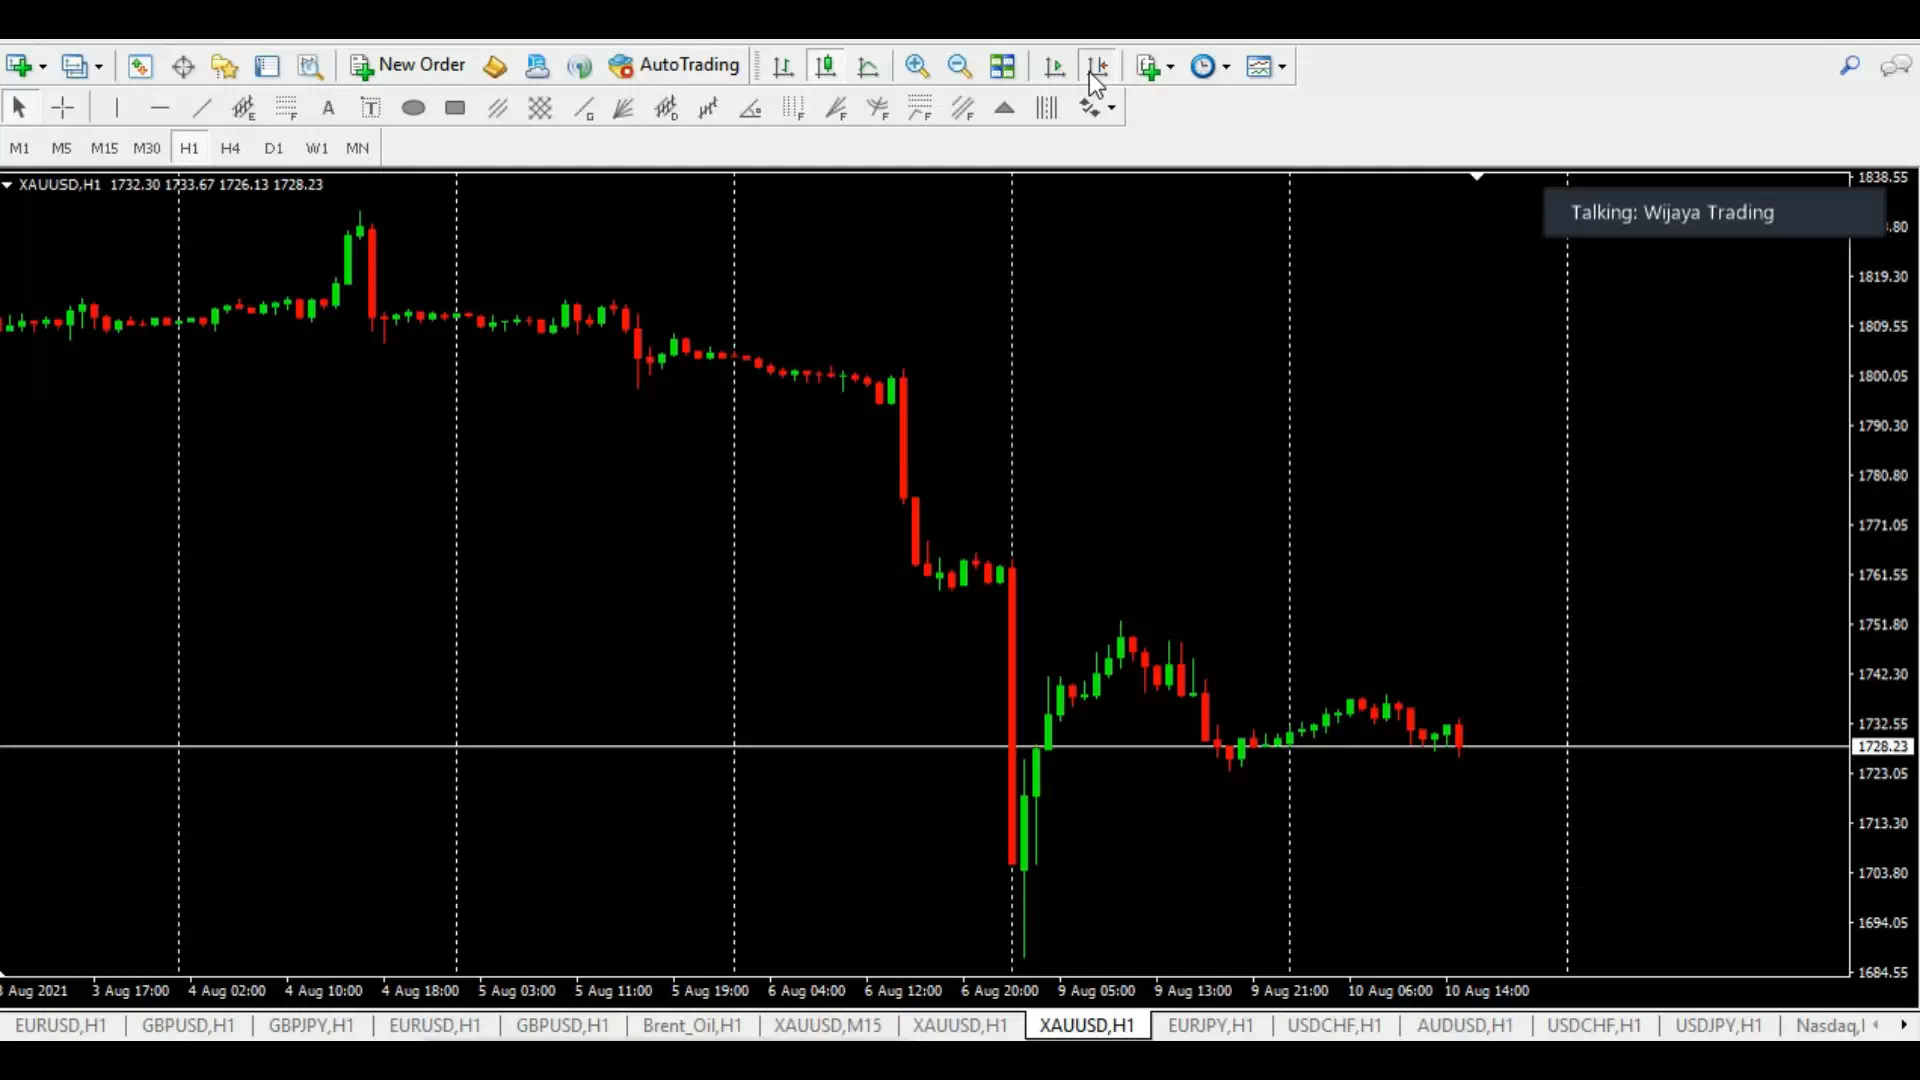 New Order
AutoTrading
A
T
M1 M5 M15 M30 H1 H4 D1 W1 MN
XAUUSD,H1 1732.30 1733.67 1726.13 1728.23
Talking: Wijaya Trading
1838.55
.80
1819.30
1809.55
1800.05
1790.30
1780.80
1771.05
1761.55
1751.80
1742.30
1732.55
1728.23
1723.05
1713.30
1703.80
1694.05
1684.55
3 Aug 2021 3 Aug 17:00 4 Aug 02:00 4 Aug 10:00 4 Aug 18:00 5 Aug 03:00 5 Aug 11:00 5 Aug 19:00 6 Aug 04:00 6 Aug 12:00 6 Aug 20:00 9 Aug 05:00 9 Aug 13:00 9 Aug 21:00 10 Aug 06:00 10 Aug 14:00
EURUSD,H1 GBPUSD,H1 GBPJPY,H1 EURUSD,H1 GBPUSD,H1 Brent_Oil,H1 XAUUSD,M15 XAUUSD,H1 XAUUSD,H1 EURJPY,H1 USDCHF,H1 AUDUSD,H1 USDCHF,H1 USDJPY,H1 Nasdaq,